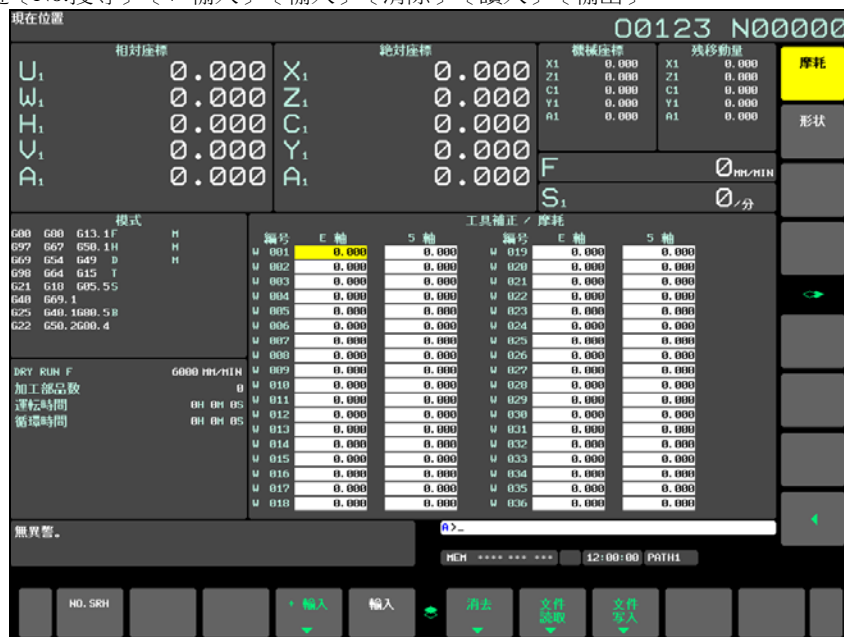 現在位置
O0123 N00000
相対座標 絶対座標 機械座標 残移動量
U1 0.000 X1 0.000 X1 0.000 X1 0.000
W1 0.000 Z1 0.000 Z1 0.000 Z1 0.000
H1 0.000 C1 0.000 C1 0.000 C1 0.000
V1 0.000 Y1 0.000 Y1 0.000 Y1 0.000
A1 0.000 A1 0.000 A1 0.000 A1 0.000
F 0MM/MIN
S1 0/分
摩耗
形状
模式
G00 G80 G13.1F M
G97 G67 G50.1H M
G69 G54 G49 D M
G98 G64 G15 T
G21 G18 G05.5S
G40 G69.1
G25 G40.1G80.5B
G22 G50.2G00.4
DRY RUN F 6000 MM/MIN
加工部品数 0
運転時間 0H 0M 0S
循環時間 0H 0M 0S
工具補正 / 摩耗
編号 E 軸 5 軸 編号 E 軸 5 軸
W 001 0.000 0.000 W 019 0.000 0.000
W 002 0.000 0.000 W 020 0.000 0.000
W 003 0.000 0.000 W 021 0.000 0.000
W 004 0.000 0.000 W 022 0.000 0.000
W 005 0.000 0.000 W 023 0.000 0.000
W 006 0.000 0.000 W 024 0.000 0.000
W 007 0.000 0.000 W 025 0.000 0.000
W 008 0.000 0.000 W 026 0.000 0.000
W 009 0.000 0.000 W 027 0.000 0.000
W 010 0.000 0.000 W 028 0.000 0.000
W 011 0.000 0.000 W 029 0.000 0.000
W 012 0.000 0.000 W 030 0.000 0.000
W 013 0.000 0.000 W 031 0.000 0.000
W 014 0.000 0.000 W 032 0.000 0.000
W 015 0.000 0.000 W 033 0.000 0.000
W 016 0.000 0.000 W 034 0.000 0.000
W 017 0.000 0.000 W 035 0.000 0.000
W 018 0.000 0.000 W 036 0.000 0.000
無異警。
A>_
MEM **** *** *** 12:00:00 PATH1
NO.SRH + 輸入 輸入 消去 文件読取 文件写入